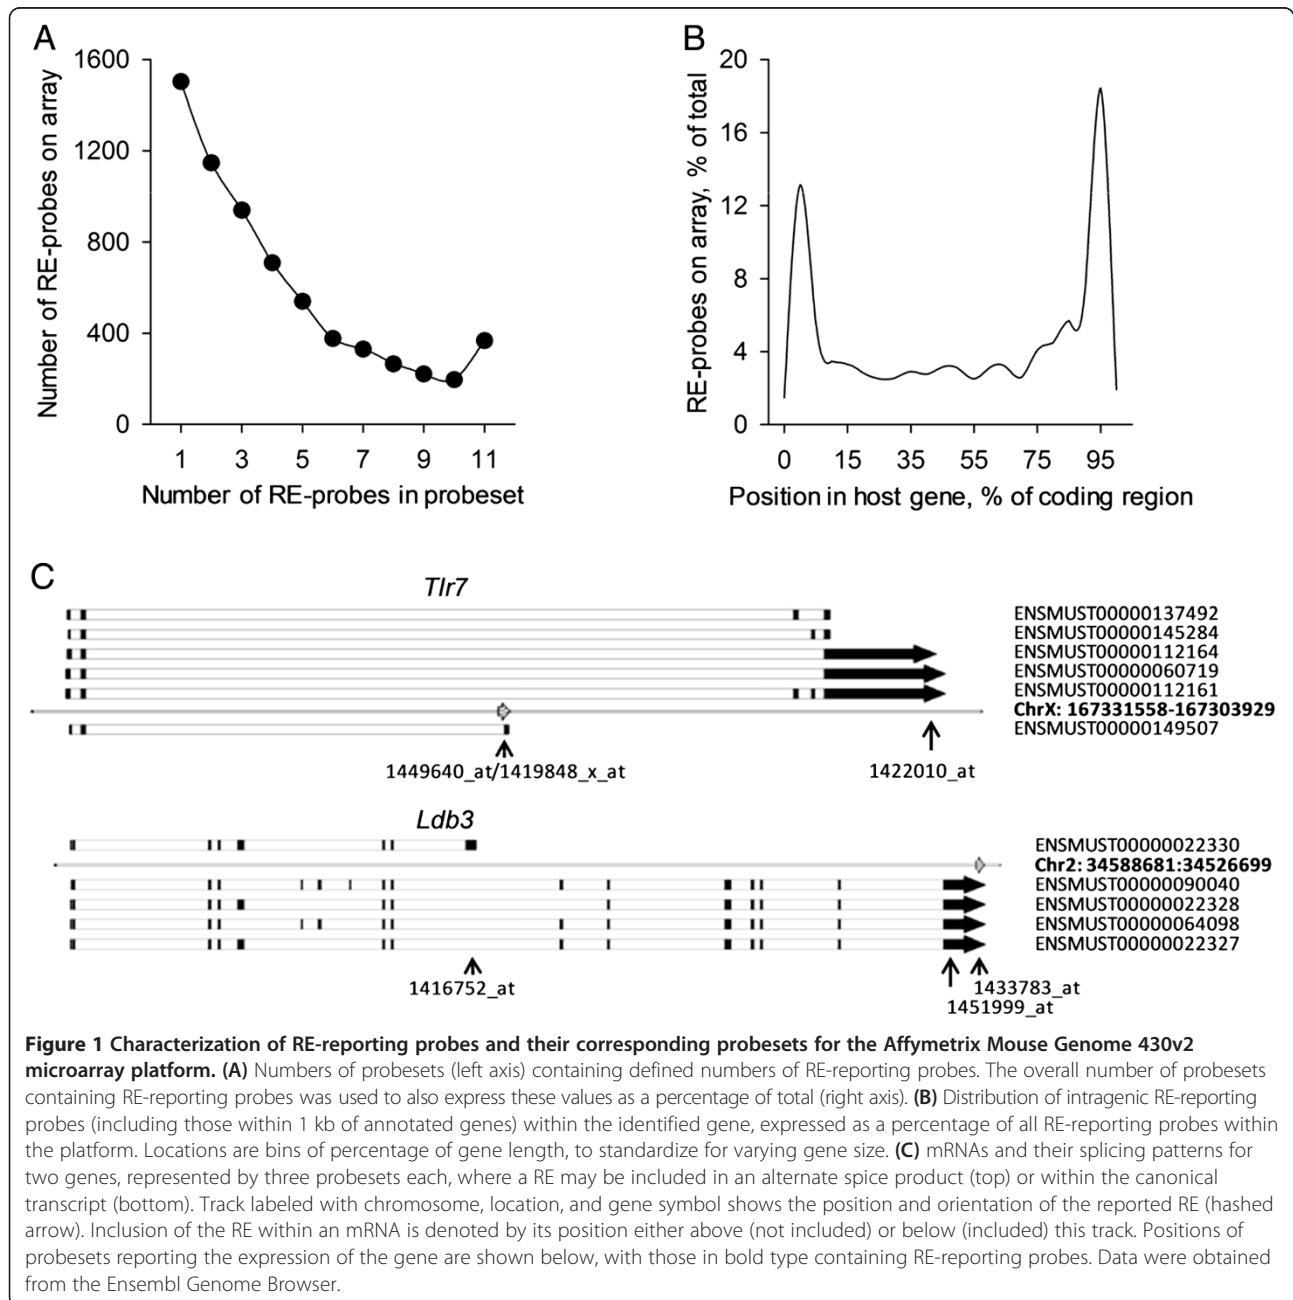 A
1600
1200
800
400
0
Number of RE-probes on array
1 3 5 7 9 11
Number of RE-probes in probeset
B
20
16
12
8
4
0
RE-probes on array, % of total
0 15 35 55 75 95
Position in host gene, % of coding region
C
Tlr7
ENSMUST00000137492
ENSMUST00000145284
ENSMUST00000112164
ENSMUST00000060719
ENSMUST00000112161
ChrX: 167331558-167303929
ENSMUST00000149507
1449640_at/1419848_x_at
1422010_at
Ldb3
ENSMUST00000022330
Chr2: 34588681:34526699
ENSMUST00000090040
ENSMUST00000022328
ENSMUST00000064098
ENSMUST00000022327
1416752_at
1433783_at
1451999_at
Figure 1 Characterization of RE-reporting probes and their corresponding probesets for the Affymetrix Mouse Genome 430v2
microarray platform. (A) Numbers of probesets (left axis) containing defined numbers of RE-reporting probes. The overall number of probesets
containing RE-reporting probes was used to also express these values as a percentage of total (right axis). (B) Distribution of intragenic RE-reporting
probes (including those within 1 kb of annotated genes) within the identified gene, expressed as a percentage of all RE-reporting probes within
the platform. Locations are bins of percentage of gene length, to standardize for varying gene size. (C) mRNAs and their splicing patterns for
two genes, represented by three probesets each, where a RE may be included in an alternate spice product (top) or within the canonical
transcript (bottom). Track labeled with chromosome, location, and gene symbol shows the position and orientation of the reported RE (hashed
arrow). Inclusion of the RE within an mRNA is denoted by its position either above (not included) or below (included) this track. Positions of
probesets reporting the expression of the gene are shown below, with those in bold type containing RE-reporting probes. Data were obtained
from the Ensembl Genome Browser.